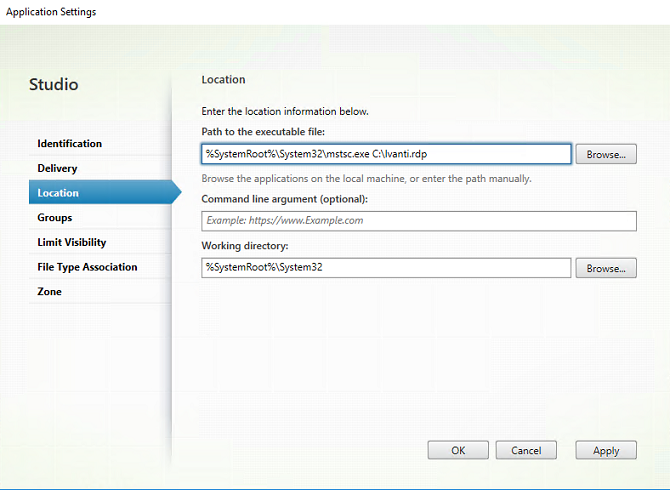 Application Settings
Studio
Identification
Delivery
Location
Groups
Limit Visibility
File Type Association
Zone
Location
Enter the location information below.
Path to the executable file:
%SystemRoot%\System32\mstsc.exe C:\Ivanti.rdp
Browse...
Browse the applications on the local machine, or enter the path manually.
Command line argument (optional):
Example: https://www.Example.com
Working directory:
%SystemRoot%\System32
Browse...
OK
Cancel
Apply